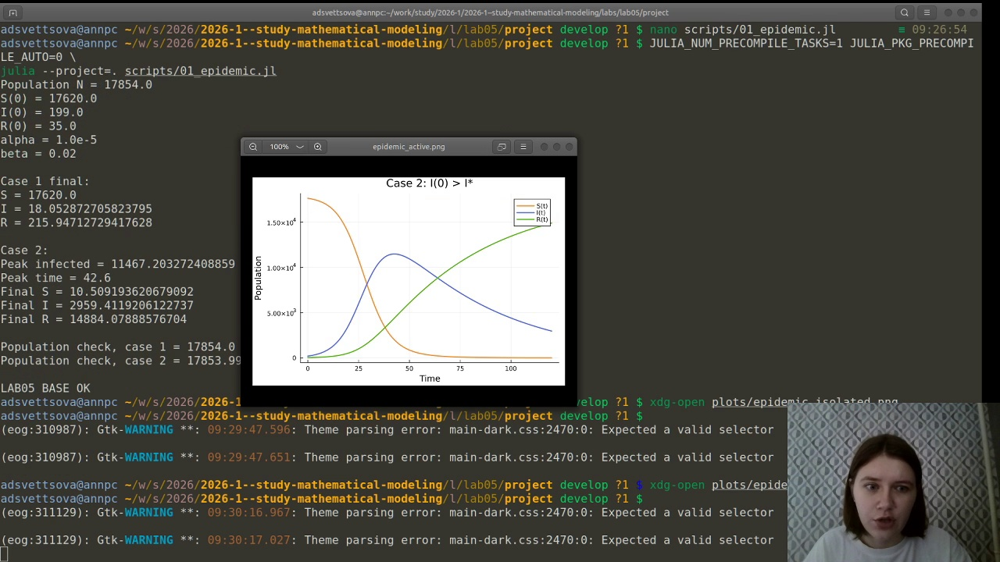 adsvettsova@annpc:~/work/study/2026-1/2026-1--study-mathematical-modeling/labs/lab05/project
adsvettsova@annpc ~/w/s/2026/2026-1--study-mathematical-modeling/l/lab05/project develop ?1 $ nano scripts/01_epidemic.jl ≡ 09:26:54
adsvettsova@annpc ~/w/s/2026/2026-1--study-mathematical-modeling/l/lab05/project develop ?1 $ JULIA_NUM_PRECOMPILE_TASKS=1 JULIA_PKG_PRECOMPI
LE_AUTO=0 \
julia --project=. scripts/01_epidemic.jl
Population N = 17854.0
S(0) = 17620.0
I(0) = 199.0
R(0) = 35.0
alpha = 1.0e-5
beta = 0.02
Case 1 final:
S = 17620.0
I = 18.052872705823795
R = 215.94712729417628
Case 2:
Peak infected = 11467.203272408859
Peak time = 42.6
Final S = 10.509193620679092
Final I = 2959.4119206122737
Final R = 14884.07888576704
Population check, case 1 = 17854.0
Population check, case 2 = 17853.99
LAB05 BASE OK
100%
epidemic_active.png
Case 2: I(0) > I*
S(t)
I(t)
R(t)
1.50×10⁴
1.00×10⁴
5.00×10³
0
Population
0 25 50 75 100
Time
adsvettsova@annpc ~/w/s/2026/2026-1 velop ?1 $ xdg-open plots/epidemic_isolated.png
adsvettsova@annpc ~/w/s/2026/2026-1--study-mathematical-modeling/l/lab05/project develop ?1 $
(eog:310987): Gtk-WARNING **: 09:29:47.596: Theme parsing error: main-dark.css:2470:0: Expected a valid selector
(eog:310987): Gtk-WARNING **: 09:29:47.651: Theme parsing error: main-dark.css:2470:0: Expected a valid selector
adsvettsova@annpc ~/w/s/2026/2026-1--study-mathematical-modeling/l/lab05/project develop ?1 $ xdg-open plots/epide
adsvettsova@annpc ~/w/s/2026/2026-1--study-mathematical-modeling/l/lab05/project develop ?1 $
(eog:311129): Gtk-WARNING **: 09:30:16.967: Theme parsing error: main-dark.css:2470:0: Expected a valid selector
(eog:311129): Gtk-WARNING **: 09:30:17.027: Theme parsing error: main-dark.css:2470:0: Expected a valid selector